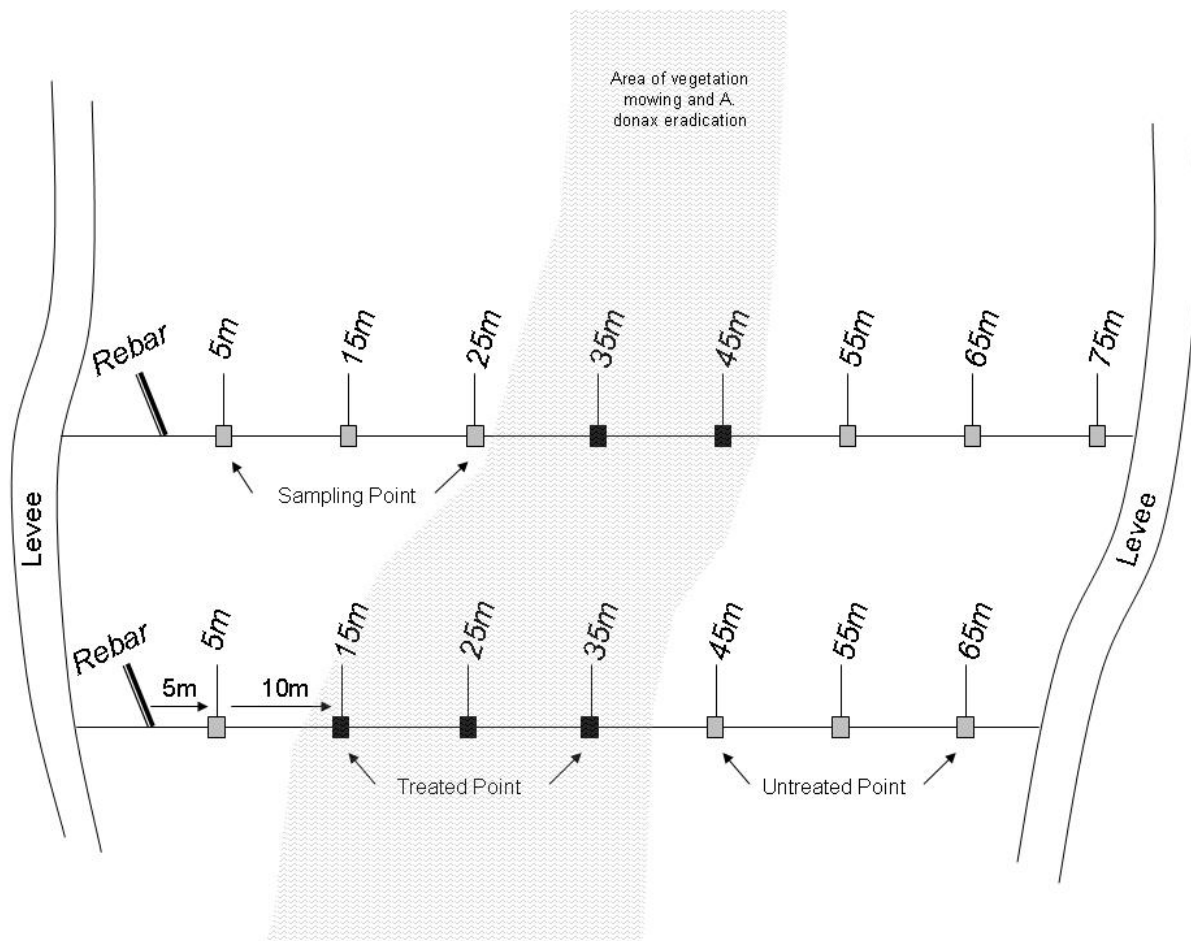 Area of vegetation
mowing and A.
donax eradication
Rebar
5m
15m
25m
35m
45m
55m
65m
75m
Sampling Point
Levee
Levee
Rebar
5m
10m
5m
15m
25m
35m
45m
55m
65m
Treated Point
Untreated Point